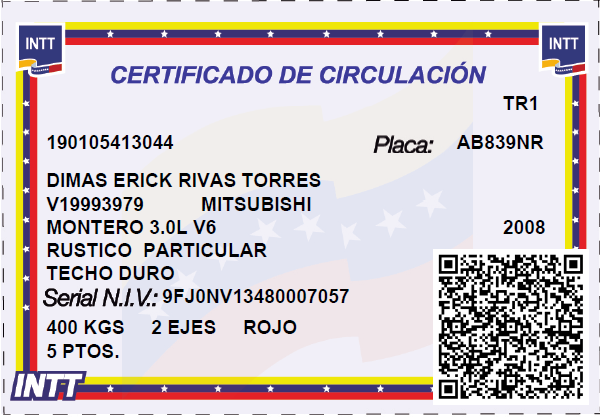 INTT
INTT
CERTIFICADO DE CIRCULACIÓN
TR1
190105413044 Placa: AB839NR
DIMAS ERICK RIVAS TORRES
V19993979 MITSUBISHI
MONTERO 3.0L V6 2008
RUSTICO PARTICULAR
TECHO DURO
Serial N.I.V.: 9FJ0NV13480007057
400 KGS 2 EJES ROJO
5 PTOS.
INTT